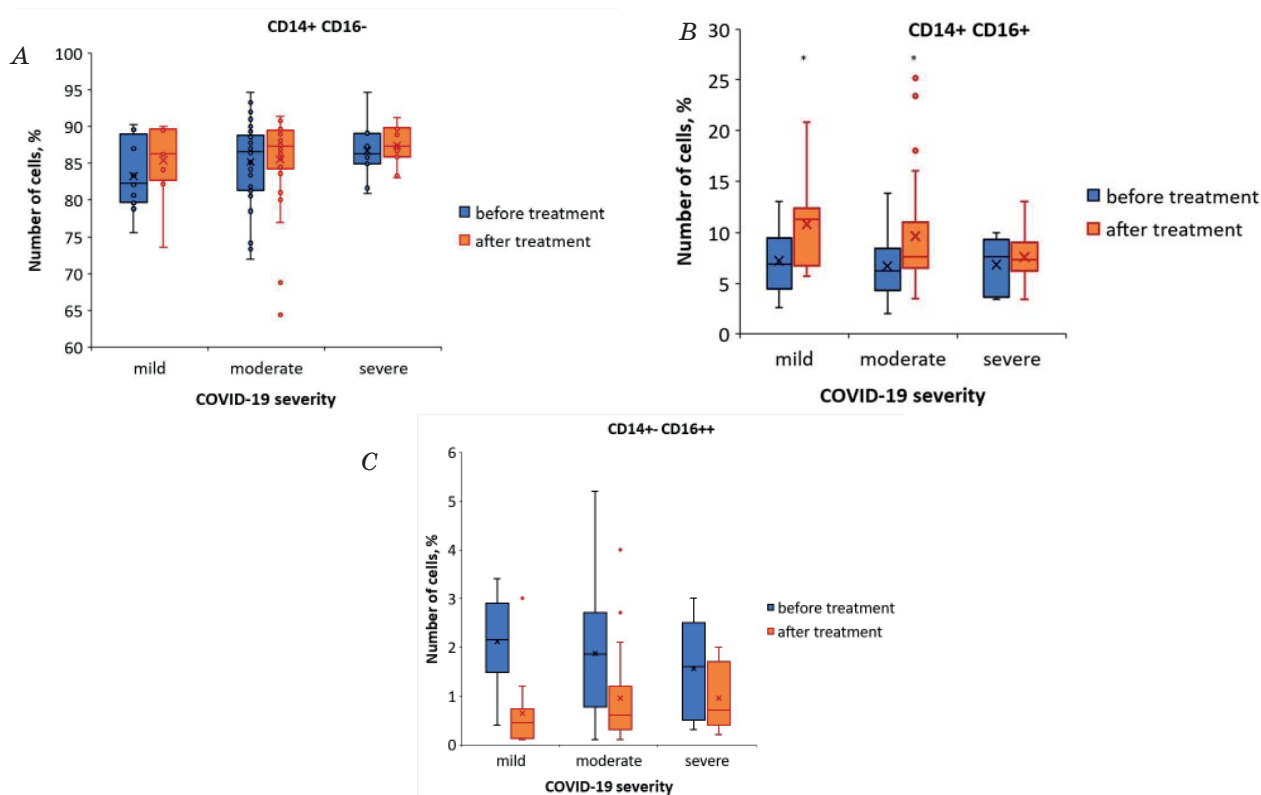 CD14+ CD16-
A
100
95
90
85
80
75
70
65
60
Number of cells, %
mild moderate severe
COVID-19 severity
before treatment
after treatment
B
CD14+ CD16+
30
25
20
15
10
5
0
Number of cells, %
* *
mild moderate severe
COVID-19 severity
before treatment
after treatment
C
CD14+- CD16++
6
5
4
3
2
1
0
Number of cells, %
mild moderate severe
COVID-19 severity
before treatment
after treatment